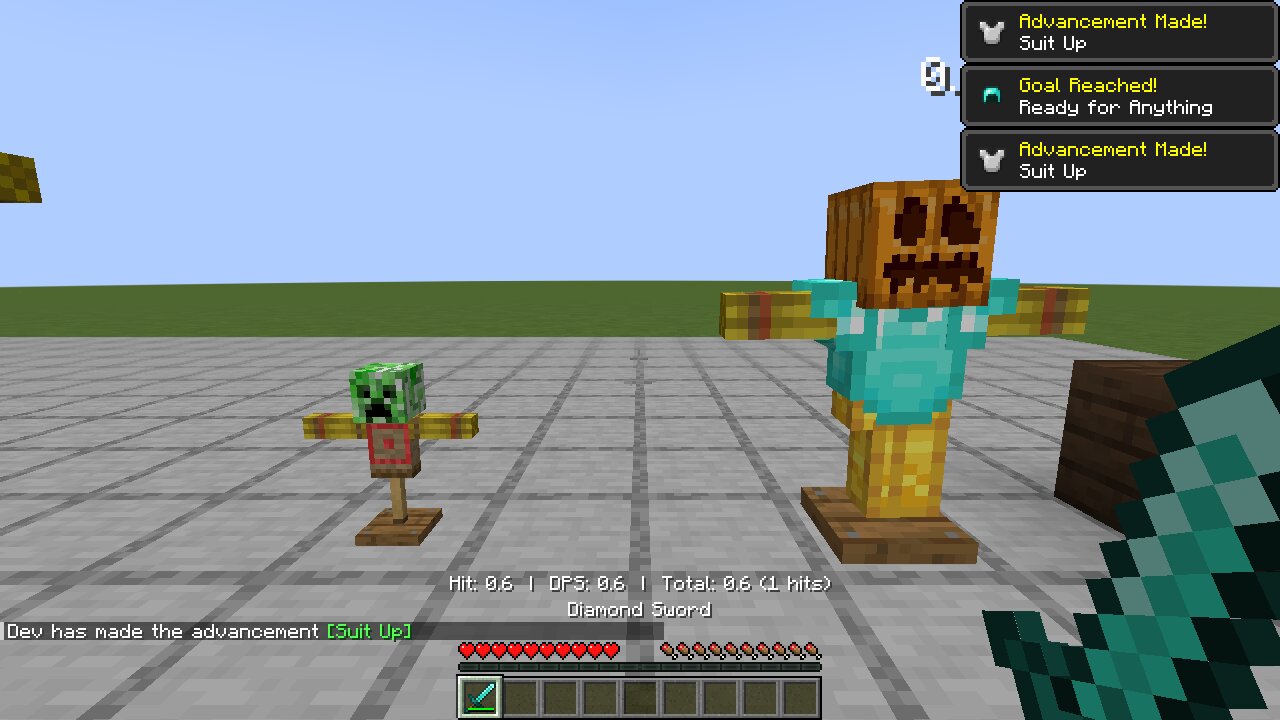 Advancement Made!
Suit Up
0.
Goal Reached!
Ready for Anything
Advancement Made!
Suit Up
Hit: 0.6 | DPS: 0.6 | Total: 0.6 (1 hits)
Diamond Sword
Dev has made the advancement [Suit Up]